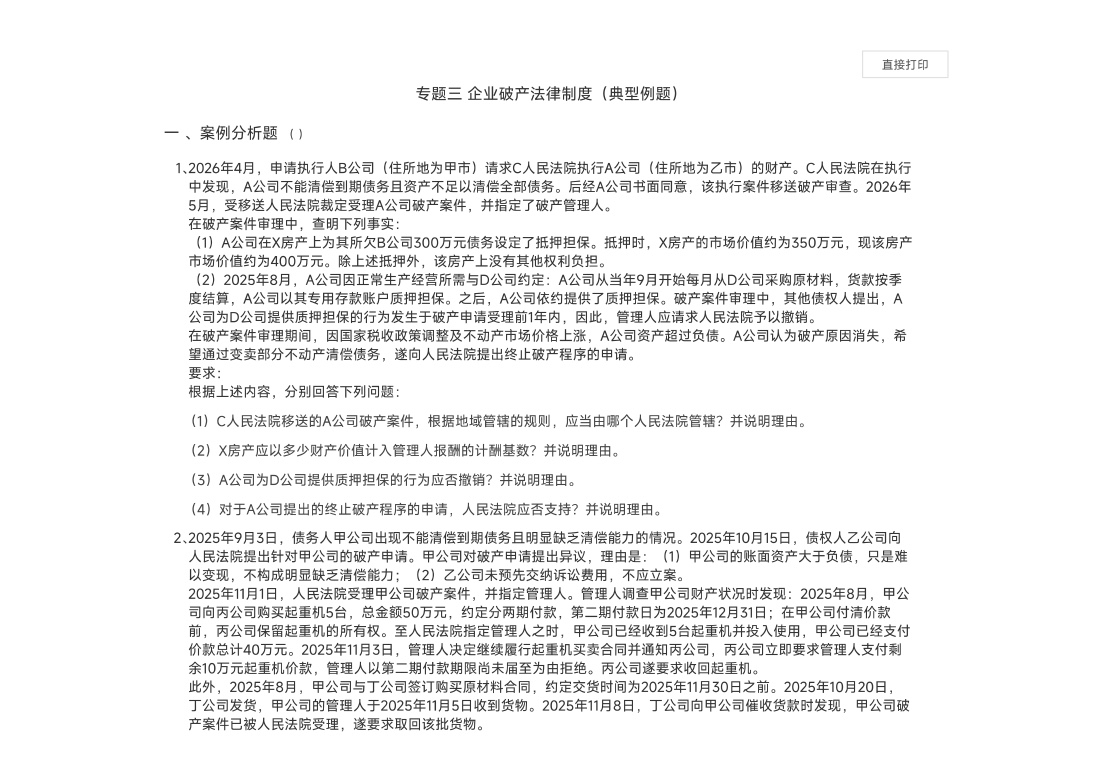 直接打印
专题三 企业破产法律制度（典型例题）
一 、案例分析题 （ ）
1、2026年4月，申请执行人B公司（住所地为甲市）请求C人民法院执行A公司（住所地为乙市）的财产。C人民法院在执行
中发现，A公司不能清偿到期债务且资产不足以清偿全部债务。后经A公司书面同意，该执行案件移送破产审查。2026年
5月，受移送人民法院裁定受理A公司破产案件，并指定了破产管理人。
在破产案件审理中，查明下列事实：
（1）A公司在X房产上为其所欠B公司300万元债务设定了抵押担保。抵押时，X房产的市场价值约为350万元，现该房产
市场价值约为400万元。除上述抵押外，该房产上没有其他权利负担。
（2）2025年8月，A公司因正常生产经营所需与D公司约定：A公司从当年9月开始每月从D公司采购原材料，货款按季
度结算，A公司以其专用存款账户质押担保。之后，A公司依约提供了质押担保。破产案件审理中，其他债权人提出，A
公司为D公司提供质押担保的行为发生于破产申请受理前1年内，因此，管理人应请求人民法院予以撤销。
在破产案件审理期间，因国家税收政策调整及不动产市场价格上涨，A公司资产超过负债。A公司认为破产原因消失，希
望通过变卖部分不动产清偿债务，遂向人民法院提出终止破产程序的申请。
要求：
根据上述内容，分别回答下列问题：
（1）C人民法院移送的A公司破产案件，根据地域管辖的规则，应当由哪个人民法院管辖？并说明理由。
（2）X房产应以多少财产价值计入管理人报酬的计酬基数？并说明理由。
（3）A公司为D公司提供质押担保的行为应否撤销？并说明理由。
（4）对于A公司提出的终止破产程序的申请，人民法院应否支持？并说明理由。
2、2025年9月3日，债务人甲公司出现不能清偿到期债务且明显缺乏清偿能力的情况。2025年10月15日，债权人乙公司向
人民法院提出针对甲公司的破产申请。甲公司对破产申请提出异议，理由是：（1）甲公司的账面资产大于负债，只是难
以变现，不构成明显缺乏清偿能力；（2）乙公司未预先交纳诉讼费用，不应立案。
2025年11月1日，人民法院受理甲公司破产案件，并指定管理人。管理人调查甲公司财产状况时发现：2025年8月，甲公
司向丙公司购买起重机5台，总金额50万元，约定分两期付款，第二期付款日为2025年12月31日；在甲公司付清价款
前，丙公司保留起重机的所有权。至人民法院指定管理人之时，甲公司已经收到5台起重机并投入使用，甲公司已经支付
价款总计40万元。2025年11月3日，管理人决定继续履行起重机买卖合同并通知丙公司，丙公司立即要求管理人支付剩
余10万元起重机价款，管理人以第二期付款期限尚未届至为由拒绝。丙公司遂要求收回起重机。
此外，2025年8月，甲公司与丁公司签订购买原材料合同，约定交货时间为2025年11月30日之前。2025年10月20日，
丁公司发货，甲公司的管理人于2025年11月5日收到货物。2025年11月8日，丁公司向甲公司催收货款时发现，甲公司破
产案件已被人民法院受理，遂要求取回该批货物。